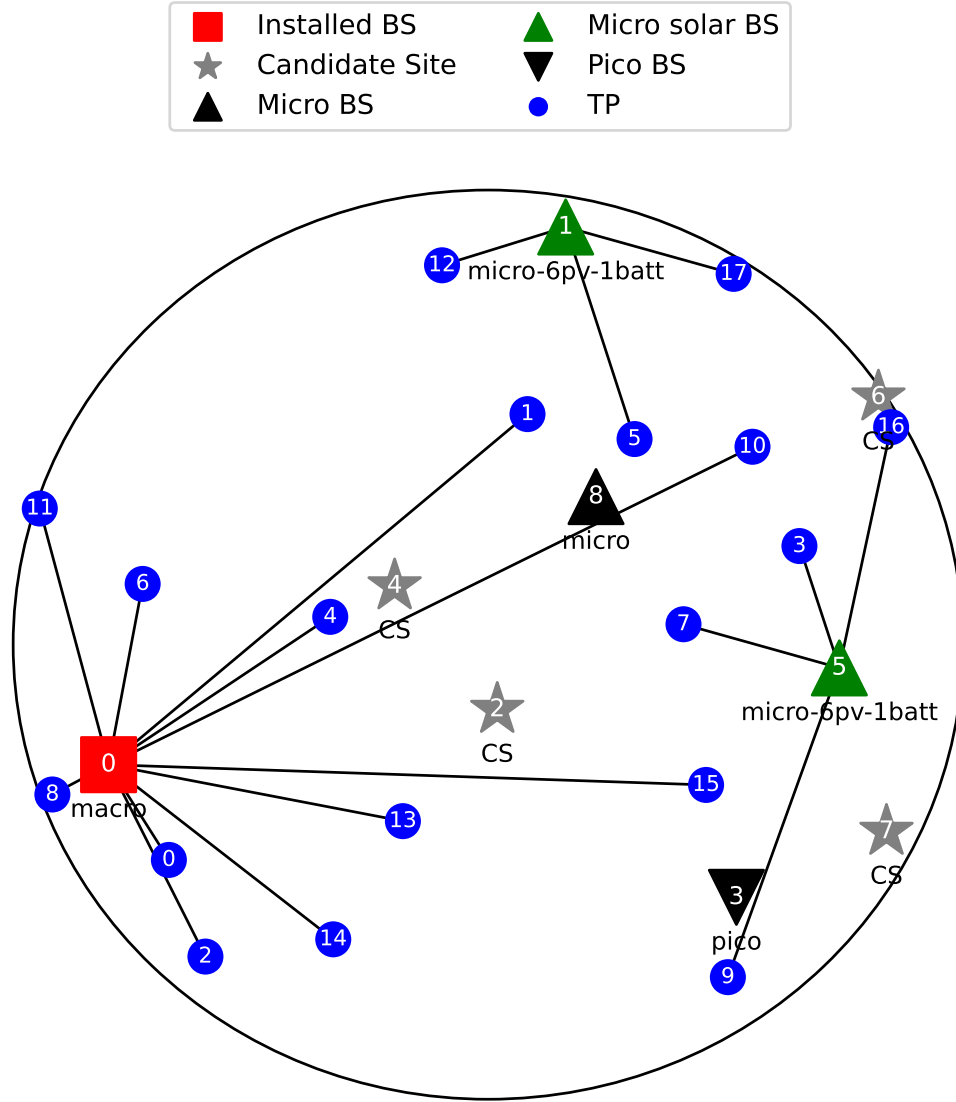 Installed BS
Candidate Site
Micro BS
Micro solar BS
Pico BS
TP
1
12
micro-6pv-1batt
17
6
1
16
5
CS
10
8
11
micro
3
6
4
4
7
CS
5
2
micro-6pv-1batt
CS
0
15
8
macro
13
7
0
CS
3
14
pico
2
9